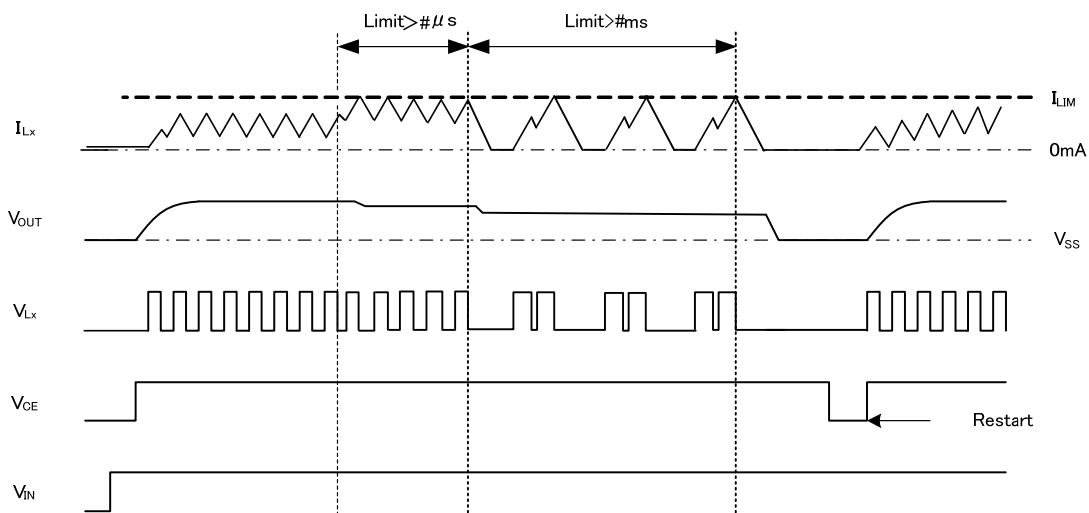 Limit>#μs
Limit>#ms
ILIM
ILx
0mA
VOUT
VSS
VLx
VCE
Restart
VIN